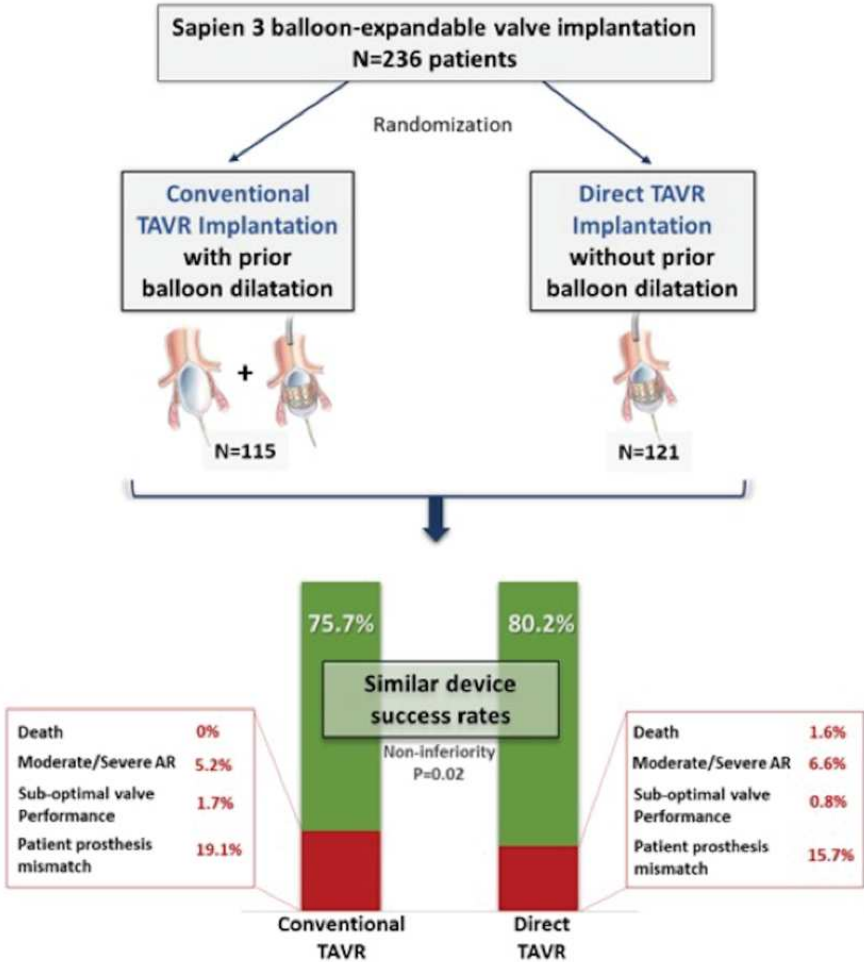 Sapien 3 balloon-expandable valve implantation
N=236 patients
Randomization
Conventional
TAVR Implantation
with prior
balloon dilatation
Direct TAVR
Implantation
without prior
balloon dilatation
+
N=115
N=121
75.7%
80.2%
Similar device
success rates
Non-inferiority
P=0.02
Death 0%
Moderate/Severe AR 5.2%
Sub-optimal valve
Performance 1.7%
Patient prosthesis
mismatch 19.1%
Death 1.6%
Moderate/Severe AR 6.6%
Sub-optimal valve
Performance 0.8%
Patient prosthesis
mismatch 15.7%
Conventional
TAVR
Direct
TAVR